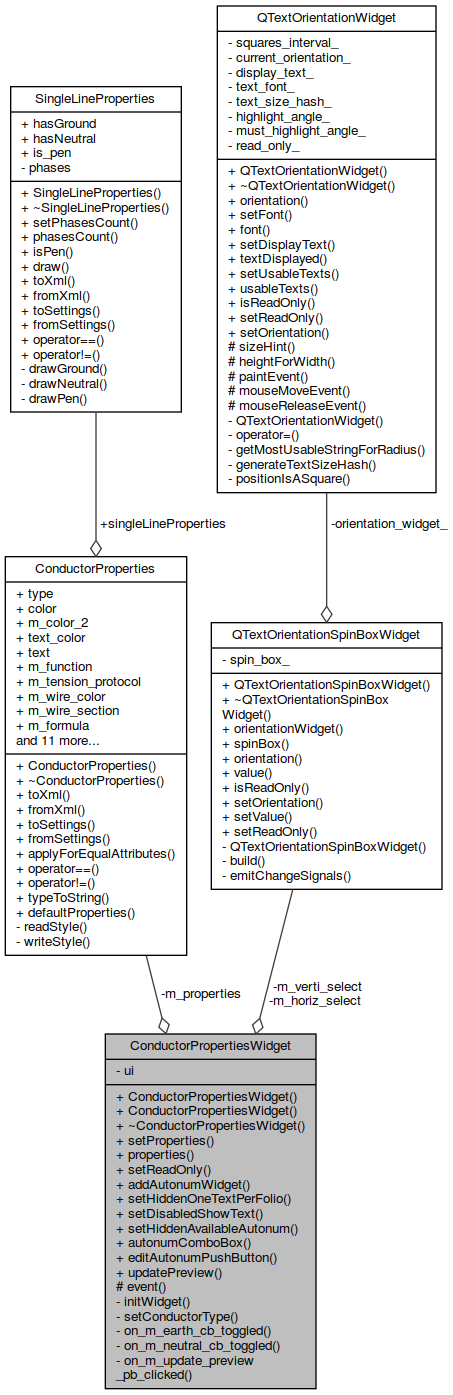 QTextOrientationWidget
- squares_interval_
- current_orientation_
- display_text_
- text_font_
- text_size_hash_
- highlight_angle_
- must_highlight_angle_
- read_only_
+ QTextOrientationWidget()
+ ~QTextOrientationWidget()
+ orientation()
+ setFont()
+ font()
+ setDisplayText()
+ textDisplayed()
+ setUsableTexts()
+ usableTexts()
+ isReadOnly()
+ setReadOnly()
+ setOrientation()
# sizeHint()
# heightForWidth()
# paintEvent()
# mouseMoveEvent()
# mouseReleaseEvent()
- QTextOrientationWidget()
- operator=()
- getMostUsableStringForRadius()
- generateTextSizeHash()
- positionIsASquare()
SingleLineProperties
+ hasGround
+ hasNeutral
+ is_pen
- phases
+ SingleLineProperties()
+ ~SingleLineProperties()
+ setPhasesCount()
+ phasesCount()
+ isPen()
+ draw()
+ toXml()
+ fromXml()
+ toSettings()
+ fromSettings()
+ operator==()
+ operator!=()
- drawGround()
- drawNeutral()
- drawPen()
+singleLineProperties
-orientation_widget_
ConductorProperties
+ type
+ color
+ m_color_2
+ text_color
+ text
+ m_function
+ m_tension_protocol
+ m_wire_color
+ m_wire_section
+ m_formula
and 11 more...
+ ConductorProperties()
+ ~ConductorProperties()
+ toXml()
+ fromXml()
+ toSettings()
+ fromSettings()
+ applyForEqualAttributes()
+ operator==()
+ operator!=()
+ typeToString()
+ defaultProperties()
- readStyle()
- writeStyle()
QTextOrientationSpinBoxWidget
- spin_box_
+ QTextOrientationSpinBoxWidget()
+ ~QTextOrientationSpinBox
Widget()
+ orientationWidget()
+ spinBox()
+ orientation()
+ value()
+ isReadOnly()
+ setOrientation()
+ setValue()
+ setReadOnly()
- QTextOrientationSpinBoxWidget()
- build()
- emitChangeSignals()
-m_properties
-m_verti_select
-m_horiz_select
ConductorPropertiesWidget
- ui
+ ConductorPropertiesWidget()
+ ConductorPropertiesWidget()
+ ~ConductorPropertiesWidget()
+ setProperties()
+ properties()
+ setReadOnly()
+ addAutonumWidget()
+ setHiddenOneTextPerFolio()
+ setDisabledShowText()
+ setHiddenAvailableAutonum()
+ autonumComboBox()
+ editAutonumPushButton()
+ updatePreview()
# event()
- initWidget()
- setConductorType()
- on_m_earth_cb_toggled()
- on_m_neutral_cb_toggled()
- on_m_update_preview
_pb_clicked()